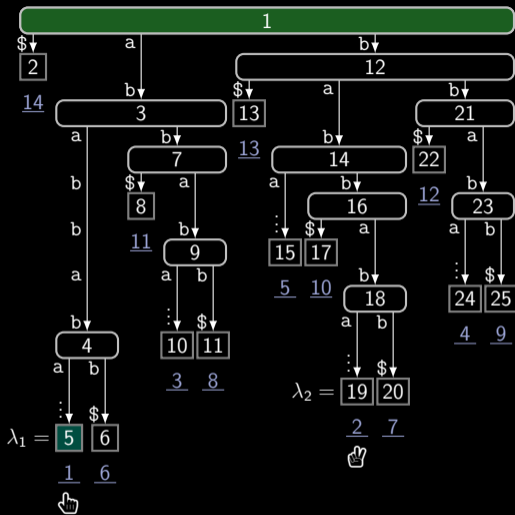 1
$ a b
2 12
14 b $ a b
3 13 21
a b 13 $ a
7 14 22
b $ a a b 12 b
8 16 23
b 11 b ⋮ $ a a b
9 15 17 ⋮ $
a a b 5 10 b 24 25
b ⋮ $ 18 4 9
4 10 11 a b
a b 3 8 ⋮ $
⋮ $ λ₂ = 19 20
λ₁ = 5 6 2 7
1 6